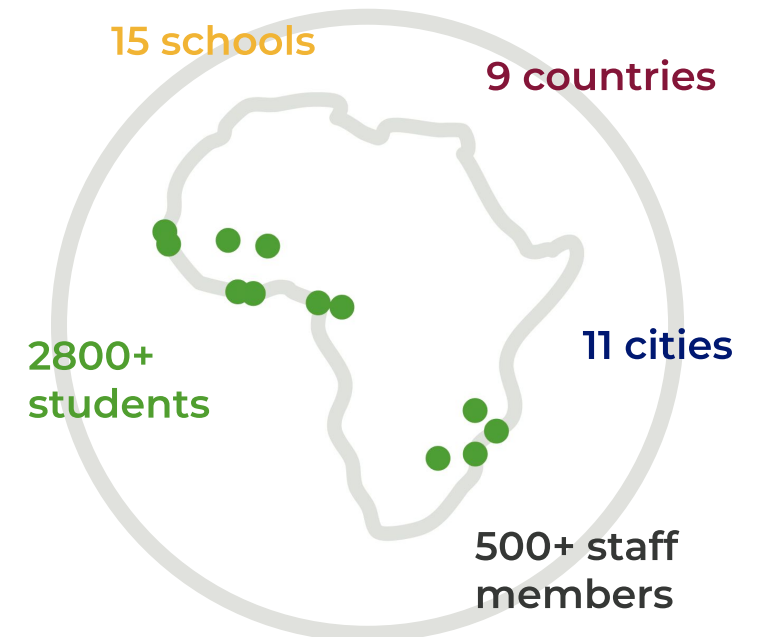 15 schools
9 countries
11 cities
2800+
students
500+ staff
members